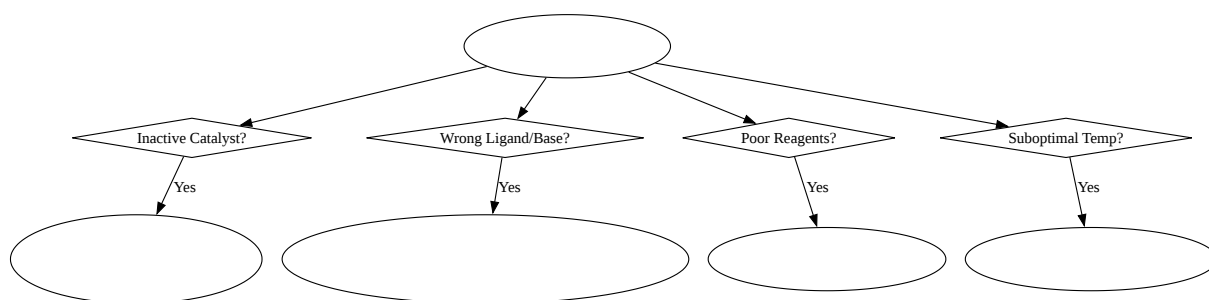 Inactive Catalyst?
Wrong Ligand/Base?
Poor Reagents?
Suboptimal Temp?
Yes
Yes
Yes
Yes